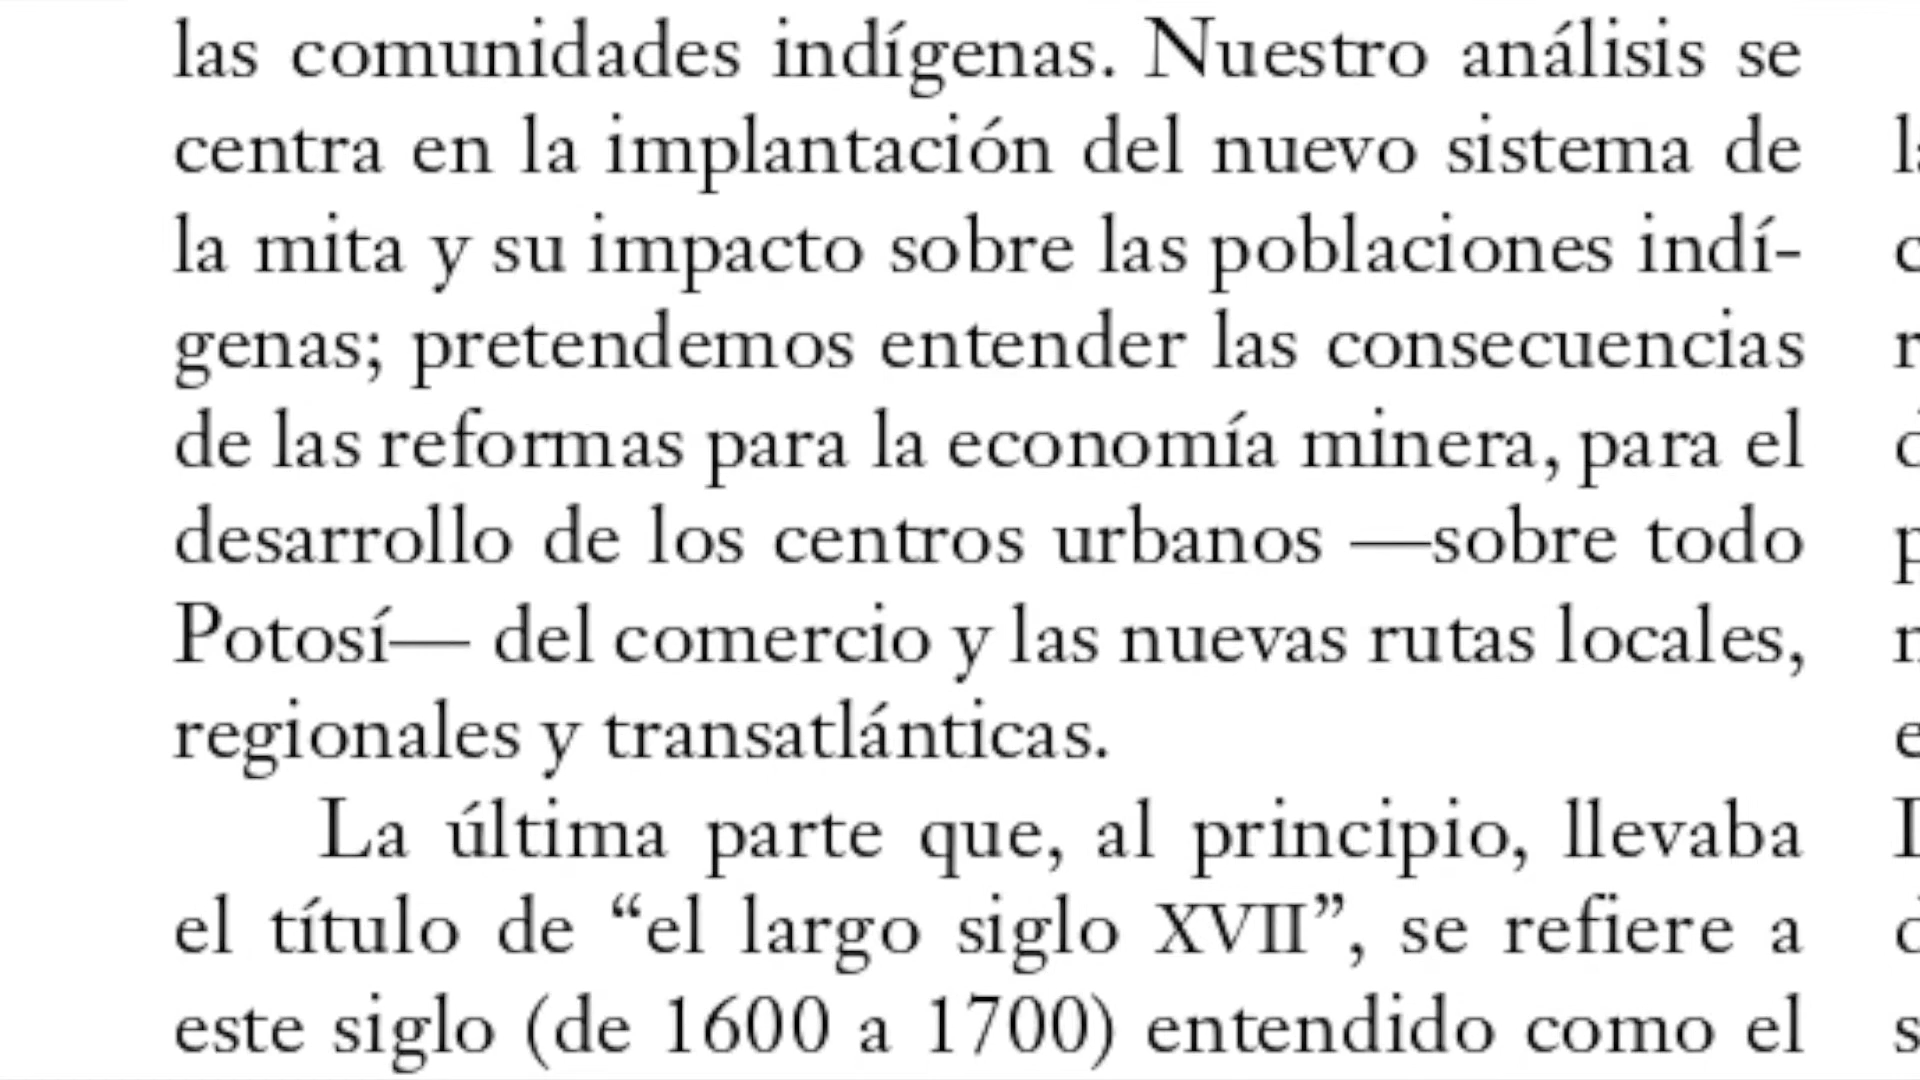 las comunidades indígenas. Nuestro análisis se
centra en la implantación del nuevo sistema de
la mita y su impacto sobre las poblaciones indí-
genas; pretendemos entender las consecuencias
de las reformas para la economía minera, para el
desarrollo de los centros urbanos —sobre todo
Potosí— del comercio y las nuevas rutas locales,
regionales y transatlánticas.
La última parte que, al principio, llevaba
el título de “el largo siglo XVII”, se refiere a
este siglo (de 1600 a 1700) entendido como el